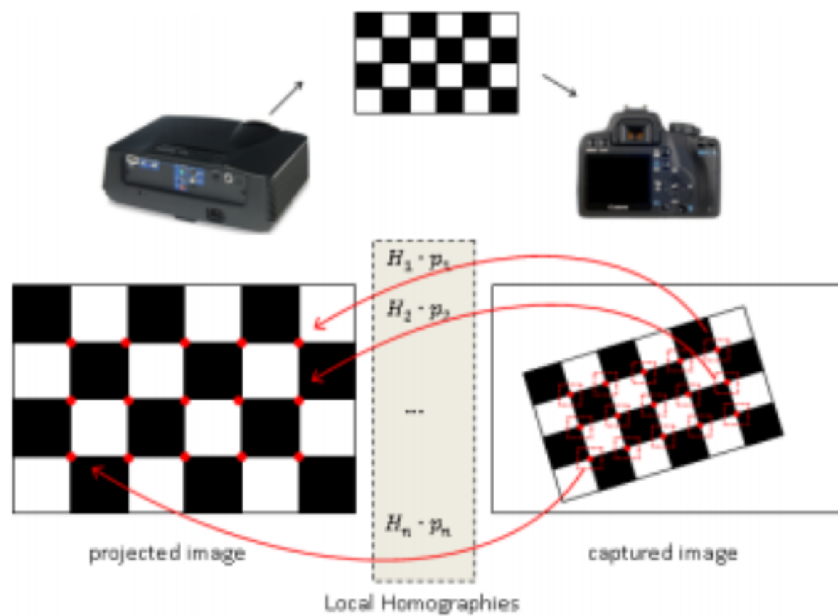 H₁ · p₁
H₂ · p₂
...
Hₙ · pₙ
projected image
captured image
Local Homographies